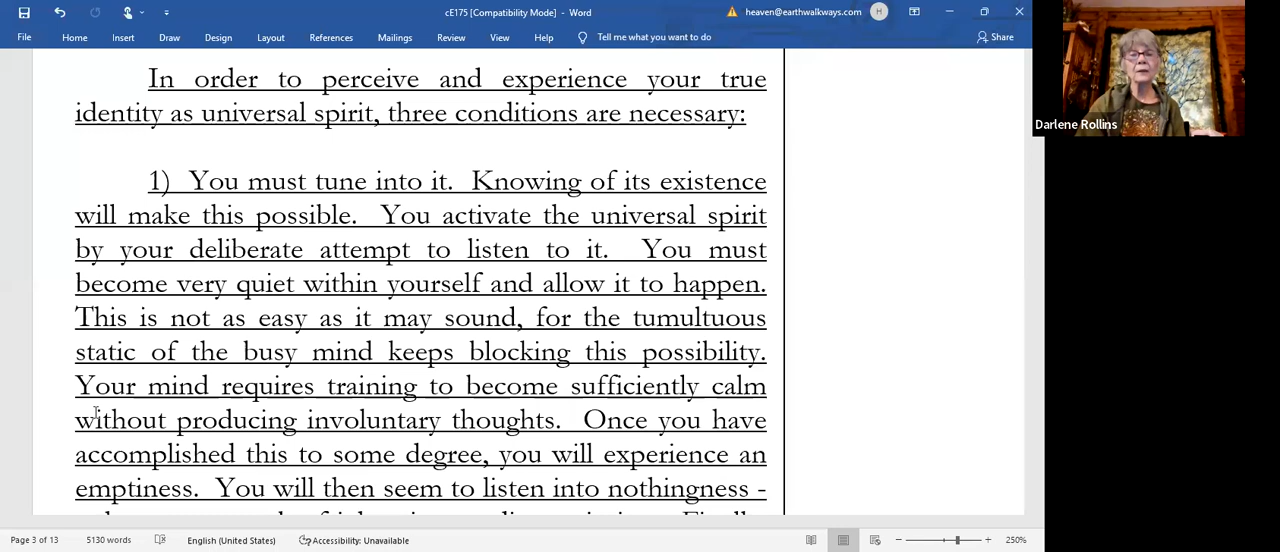 cE175 [Compatibility Mode] - Word
heaven@earthwalkways.com
H
File Home Insert Draw Design Layout References Mailings Review View Help Tell me what you want to do
Share
In order to perceive and experience your true
identity as universal spirit, three conditions are necessary:
1) You must tune into it. Knowing of its existence
will make this possible. You activate the universal spirit
by your deliberate attempt to listen to it. You must
become very quiet within yourself and allow it to happen.
This is not as easy as it may sound, for the tumultuous
static of the busy mind keeps blocking this possibility.
Your mind requires training to become sufficiently calm
without producing involuntary thoughts. Once you have
accomplished this to some degree, you will experience an
emptiness. You will then seem to listen into nothingness -
Darlene Rollins
Page 3 of 13 5130 words English (United States) Accessibility: Unavailable 250%